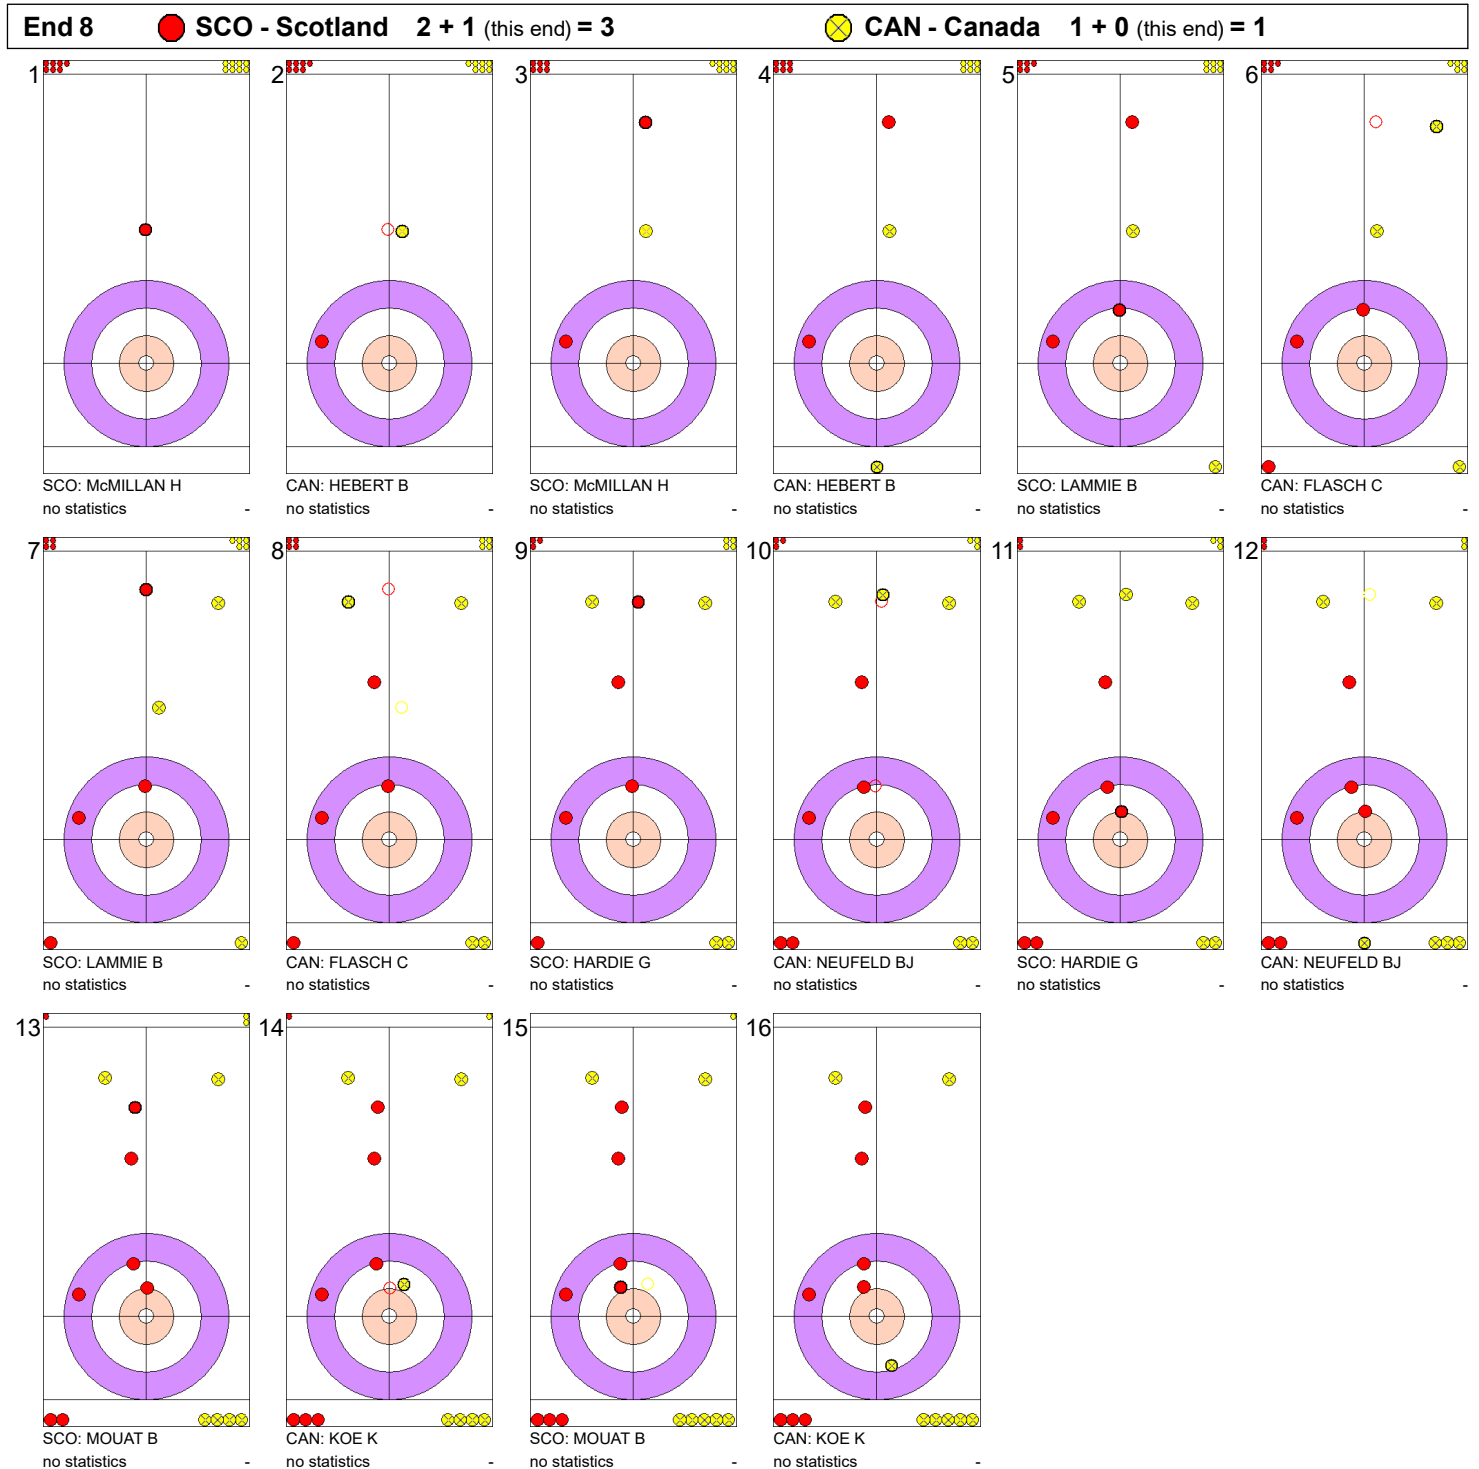 End 8 SCO - Scotland 2 + 1 (this end) = 3 CAN - Canada 1 + 0 (this end) = 1
1 2 3 4 5 6
SCO: McMILLAN H CAN: HEBERT B SCO: McMILLAN H CAN: HEBERT B SCO: LAMMIE B CAN: FLASCH C
no statistics - no statistics - no statistics - no statistics - no statistics - no statistics -
7 8 9 10 11 12
SCO: LAMMIE B CAN: FLASCH C SCO: HARDIE G CAN: NEUFELD BJ SCO: HARDIE G CAN: NEUFELD BJ
no statistics - no statistics - no statistics - no statistics - no statistics - no statistics -
13 14 15 16
SCO: MOUAT B CAN: KOE K SCO: MOUAT B CAN: KOE K
no statistics - no statistics - no statistics - no statistics -